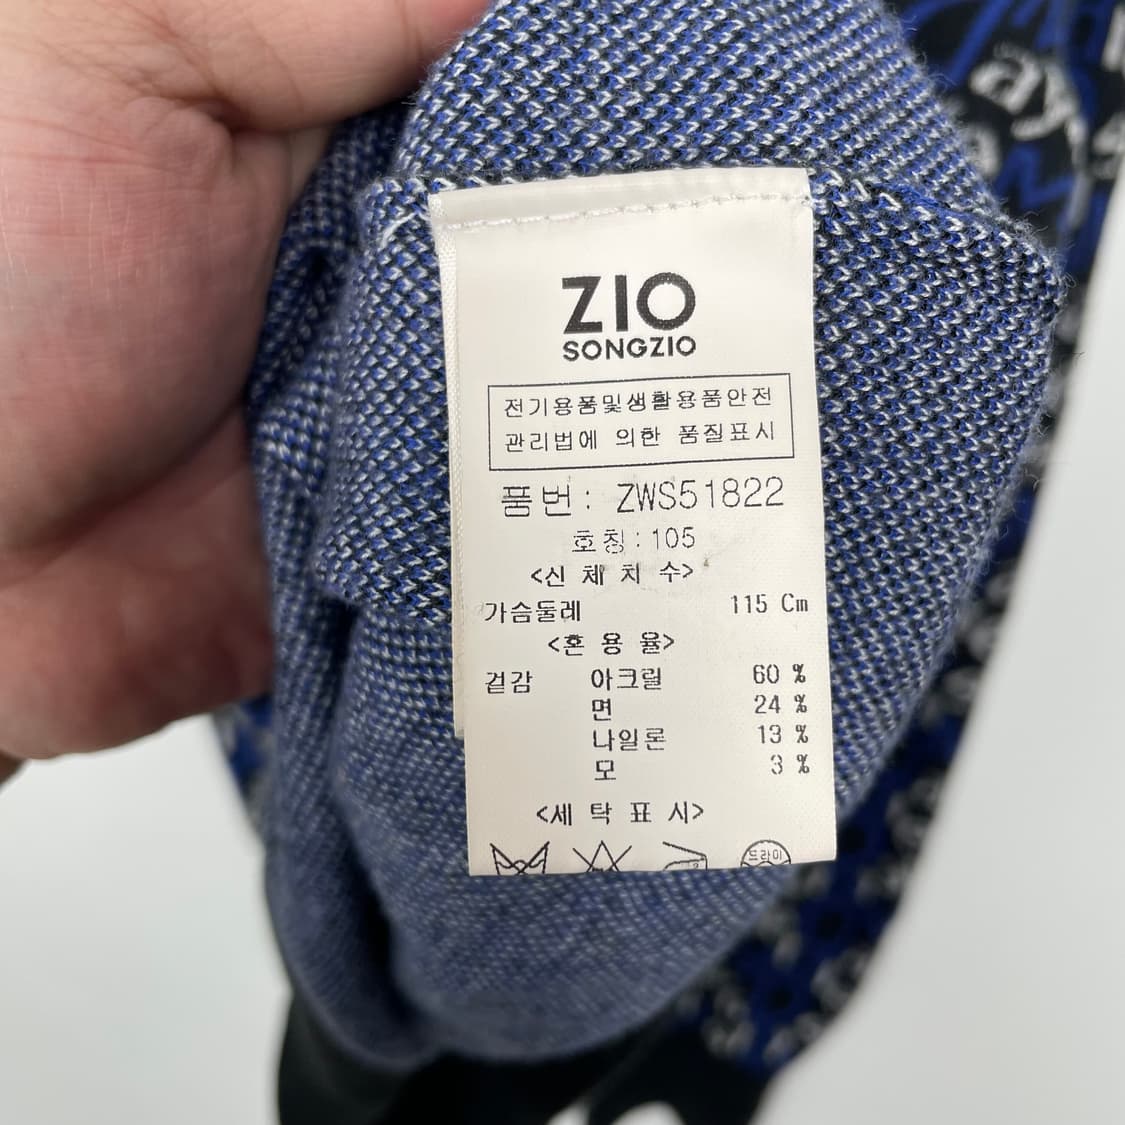 ZIO
SONGZIO
전기용품및생활용품안전
관리법에 의한 품질표시
품번: ZWS51822
호칭:105
<신 체 치 수>
가슴둘레 115 Cm
<혼 용 율>
겉감 아크릴 60 %
면 24 %
나일론 13 %
모 3 %
<세 탁 표 시>
드라이
ay